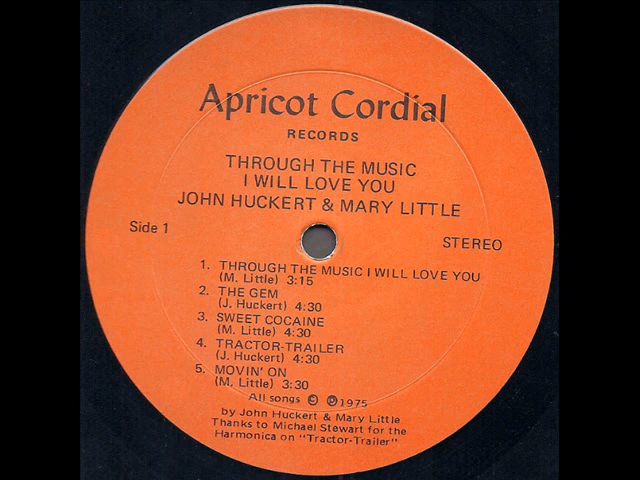 Apricot Cordial
RECORDS
THROUGH THE MUSIC
I WILL LOVE YOU
JOHN HUCKERT & MARY LITTLE
Side 1
STEREO
1. THROUGH THE MUSIC I WILL LOVE YOU
(M. Little) 3:15
2. THE GEM
(J. Huckert) 4:30
3. SWEET COCAINE
(M. Little) 4:30
4. TRACTOR-TRAILER
(J. Huckert) 4:30
5. MOVIN' ON
(M. Little) 3:30
All songs © ℗ 1975
by John Huckert & Mary Little
Thanks to Michael Stewart for the
Harmonica on "Tractor-Trailer"